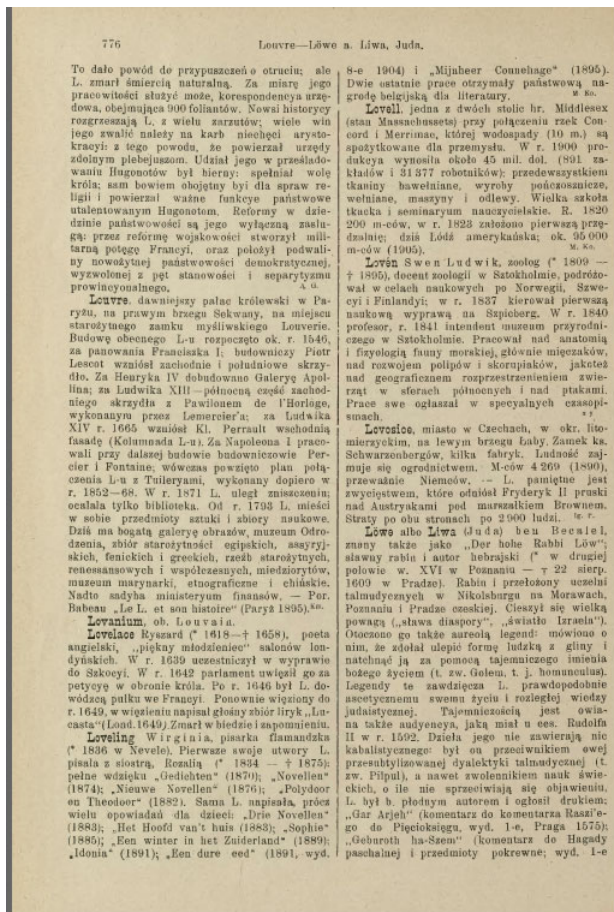 776
Louvre—Löwe a. Liwa, Juda.
To dało powód do przypuszczeń o otruciu; ale
L. zmarł śmiercią naturalną. Za miarę jego
pracowitości służyć może, korespondencya urzę-
dowa, obejmująca 900 foliantów. Nowsi historycy
rozgrzeszają L. z wielu zarzutów; wiele win
jego zwalić należy na karb niechęci arysto-
kracyi: z tego powodu, że powierzał urzędy
zdolnym plebejuszom. Udział jego w prześlado-
waniu Hugonotów był bierny: spełniał wolę
króla; sam bowiem obojętny był dla spraw re-
ligii i powierzał ważne funkcye państwowe
utalentowanym Hugonotom. Reformy w dzie-
dzinie państwowości są jego wyłączną zasłu-
gą: przez reformę wojskowości stworzył mili-
tarną potęgę Francyi, oraz położył podwali-
ny nowożytnej państwowości demokratycznej,
wyzwolonej z pęt stanowości i separatyzmu
prowincyonalnego. A. G.
Louvre, dawniejszy pałac królewski w Pa-
ryżu, na prawym brzegu Sekwany, na miejscu
starożytnego zamku myśliwskiego Louverie.
Budowę obecnego L-u rozpoczęto ok. r. 1546,
za panowania Franciszka I; budowniczy Piotr
Lescot wzniósł zachodnie i południowe skrzy-
dło. Za Henryka IV dobudowano Galeryę Apol-
lina; za Ludwika XIII—północną część zachod-
niego skrzydła z Pawilonem de l'Horloge,
wykonanym przez Lemercier'a; za Ludwika
XIV r. 1665 wzniósł Kl. Perrault wschodnią
fasadę (Kolumnada L-u). Za Napoleona I praco-
wali przy dalszej budowie budowniczowie Per-
cier i Fontaine; wówczas powzięto plan połą-
czenia L-u z Tuileryami, wykonany dopiero w
r. 1852—68. W r. 1871 L. uległ zniszczeniu;
ocalała tylko biblioteka. Od r. 1793 L. mieści
w sobie przedmioty sztuki i zbiory naukowe.
Dziś ma bogatą galeryę obrazów, muzeum Odro-
dzenia, zbiór starożytności egipskich, assyryj-
skich, fenickich i greckich, rzeźb starożytnych,
renessansowych i współczesnych, miedziorytów,
muzeum marynarki, etnograficzne i chińskie.
Nadto sadyba ministeryum finansów. — Por.
Babeau „Le L. et son histoire" (Paryż 1895). Kn.
Lovanium, ob. Louvain.
Lovelace Ryszard (* 1618—† 1658), poeta
angielski, „piękny młodzieniec" salonów lon-
dyńskich. W r. 1639 uczestniczył w wyprawie
do Szkocyi. W r. 1642 parlament uwięził go za
petycyę w obronie króla. Po r. 1646 był L. do-
wódzcą pułku we Francyi. Ponownie więziony do
r. 1649, w więzieniu napisał głośny zbiór liryk „Lu-
casta" (Lond. 1649). Zmarł w biedzie i zapomnieniu.
Loveling Wirginia, pisarka flamandzka
(* 1836 w Nevele). Pierwsze swoje utwory L.
pisała z siostrą, Rozalią (* 1834 — † 1875):
pełne wdzięku „Gedichten" (1870); „Novellen"
(1874); „Nieuwe Novellen" (1876); „Polydoor
en Theodoor" (1882). Sama L. napisała, prócz
wielu opowiadań dla dzieci: „Drie Novellen"
(1883); „Het Hoofd van't huis (1883); „Sophie"
(1885); „Een winter in het Zuiderland" (1889);
„Idonia" (1891); „Een dure eed" (1891, wyd.
8-e 1904) i „Mijnheer Connehage" (1895).
Dwie ostatnie prace otrzymały państwową na-
grodę belgijską dla literatury. M. Ko.
Lovell, jedna z dwóch stolic hr. Middlesex
(stan Massachussets) przy połączeniu rzek Con-
cord i Merrimac, której wodospady (10 m.) są
spożytkowane dla przemysłu. W r. 1900 pro-
dukcya wynosiła około 45 mil. dol. (891 za-
kładów i 31 377 robotników); przedewszystkiem
tkaniny bawełniane, wyroby pończosznicze,
wełniane, maszyny i odlewy. Wielka szkoła
tkacka i seminaryum nauczycielskie. R. 1820
200 m-ców, w r. 1823 założono pierwszą przę-
dzalnię; dziś Łódź amerykańska; ok. 95 000
m-ców (1905). M. Ko.
Lovén Swen Ludwik, zoolog (* 1809 —
† 1895), docent zoologii w Sztokholmie, podróżo-
wał w celach naukowych po Norwegii, Szwe-
cyi i Finlandyi; w r. 1837 kierował pierwszą
naukową wyprawą na Szpicberg. W r. 1840
profesor, r. 1841 intendent muzeum przyrodni-
czego w Sztokholmie. Pracował nad anatomią
i fizyologią fauny morskiej, głównie mięczaków,
nad rozwojem polipów i skorupiaków, jakoteż
nad geograficznem rozprzestrzenieniem zwie-
rząt w sferach północnych i nad ptakami.
Prace swe ogłaszał w specyalnych czasopi-
smach.
Lovosice, miasto w Czechach, w okr. lito-
mierzyckim, na lewym brzegu Łaby. Zamek ks.
Schwarzenbergów, kilka fabryk. Ludność zaj-
muje się ogrodnictwem. M-ców 4 269 (1890),
przeważnie Niemców. — L. pamiętne jest
zwycięstwem, które odniósł Fryderyk II pruski
nad Austryakami pod marszałkiem Brownem.
Straty po obu stronach po 2 900 ludzi. Ig. P.
Löwe albo Liwa (Juda) ben Becalel,
znany także jako „Der hohe Rabbi Löw";
sławny rabin i autor hebrajski (* w drugiej
połowie w. XVI w Poznaniu — † 22 sierp.
1609 w Pradze). Rabin i przełożony uczelni
talmudycznych w Nikolsburgu na Morawach,
Poznaniu i Pradze czeskiej. Cieszył się wielką
powagą („sława diaspory", „światło Izraela").
Otoczono go także aureolą legend: mówiono o
nim, że zdołał ulepić formę ludzką z gliny i
natchnąć ją za pomocą tajemniczego imienia
bożego życiem (t. zw. Golem, t. j. homunculus).
Legendy te zawdzięcza L. prawdopodobnie
ascetycznemu swemu życiu i rozległej wiedzy
judaistycznej. Tajemniczością jest owia-
na także audyencya, jaką miał u ces. Rudolfa
II w r. 1592. Dzieła jego nie zawierają nic
kabalistycznego: był on przeciwnikiem owej
przesubtylizowanej dyalektyki talmudycznej (t.
zw. Pilpul), a nawet zwolennikiem nauk świe-
ckich, o ile nie sprzeciwiają się objawieniu.
L. był b. płodnym autorem i ogłosił drukiem:
„Gar Arjeh" (komentarz do komentarza Raszi'e-
go do Pięcioksięgu, wyd. 1-e, Praga 1575);
„Geburoth ha-Szem" (komentarz do Hagady
paschalnej i przedmioty pokrewne; wyd. 1-e